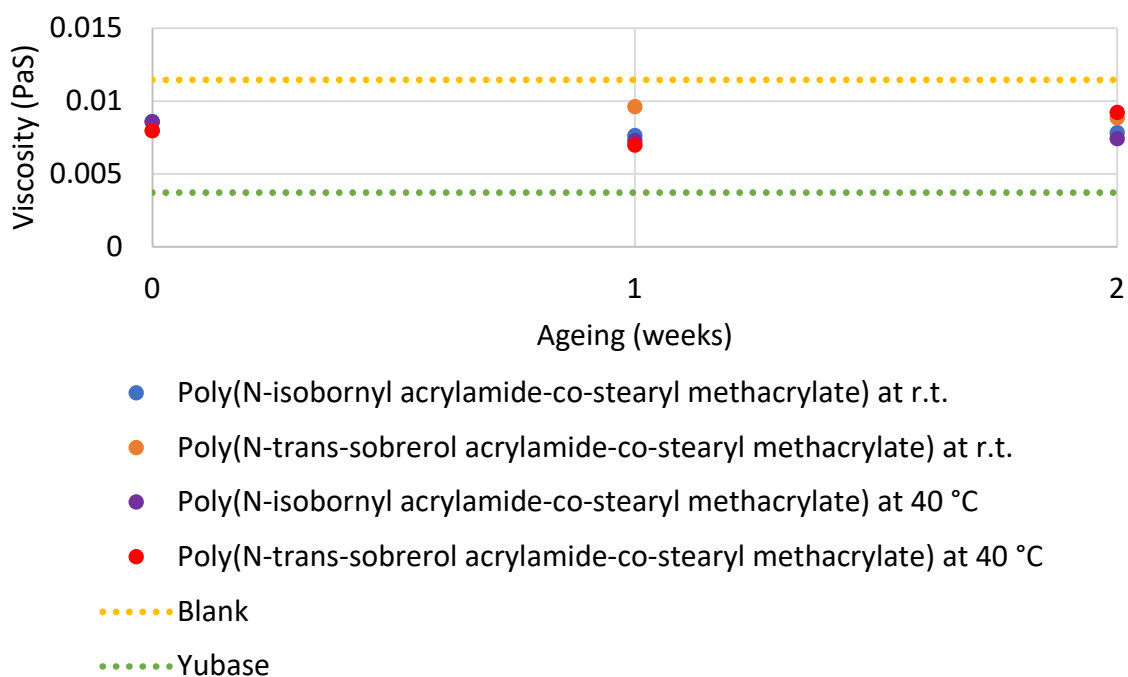 0.015
0.01
0.005
0
Viscosity (PaS)
0 1 2
Ageing (weeks)
Poly(N-isobornyl acrylamide-co-stearyl methacrylate) at r.t.
Poly(N-trans-sobrerol acrylamide-co-stearyl methacrylate) at r.t.
Poly(N-isobornyl acrylamide-co-stearyl methacrylate) at 40 °C
Poly(N-trans-sobrerol acrylamide-co-stearyl methacrylate) at 40 °C
Blank
Yubase